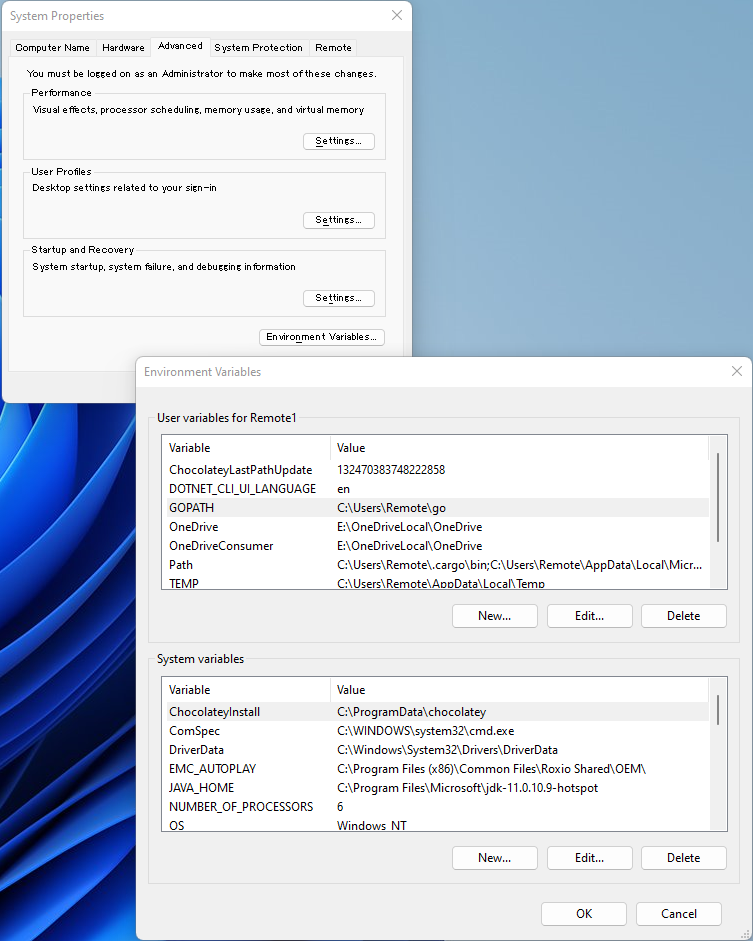 System Properties
Computer Name Hardware Advanced System Protection Remote
You must be logged on as an Administrator to make most of these changes.
Performance
Visual effects, processor scheduling, memory usage, and virtual memory
Settings...
User Profiles
Desktop settings related to your sign-in
Settings...
Startup and Recovery
System startup, system failure, and debugging information
Settings...
Environment Variables...
Environment Variables
User variables for Remote1
Variable Value
ChocolateyLastPathUpdate 132470383748222858
DOTNET_CLI_UI_LANGUAGE en
GOPATH C:\Users\Remote\go
OneDrive E:\OneDriveLocal\OneDrive
OneDriveConsumer E:\OneDriveLocal\OneDrive
Path C:\Users\Remote\.cargo\bin;C:\Users\Remote\AppData\Local\Micr...
TEMP C:\Users\Remote\AppData\Local\Temp
New... Edit... Delete
System variables
Variable Value
ChocolateyInstall C:\ProgramData\chocolatey
ComSpec C:\WINDOWS\system32\cmd.exe
DriverData C:\Windows\System32\Drivers\DriverData
EMC_AUTOPLAY C:\Program Files (x86)\Common Files\Roxio Shared\OEM\
JAVA_HOME C:\Program Files\Microsoft\jdk-11.0.10.9-hotspot
NUMBER_OF_PROCESSORS 6
OS Windows_NT
New... Edit... Delete
OK Cancel